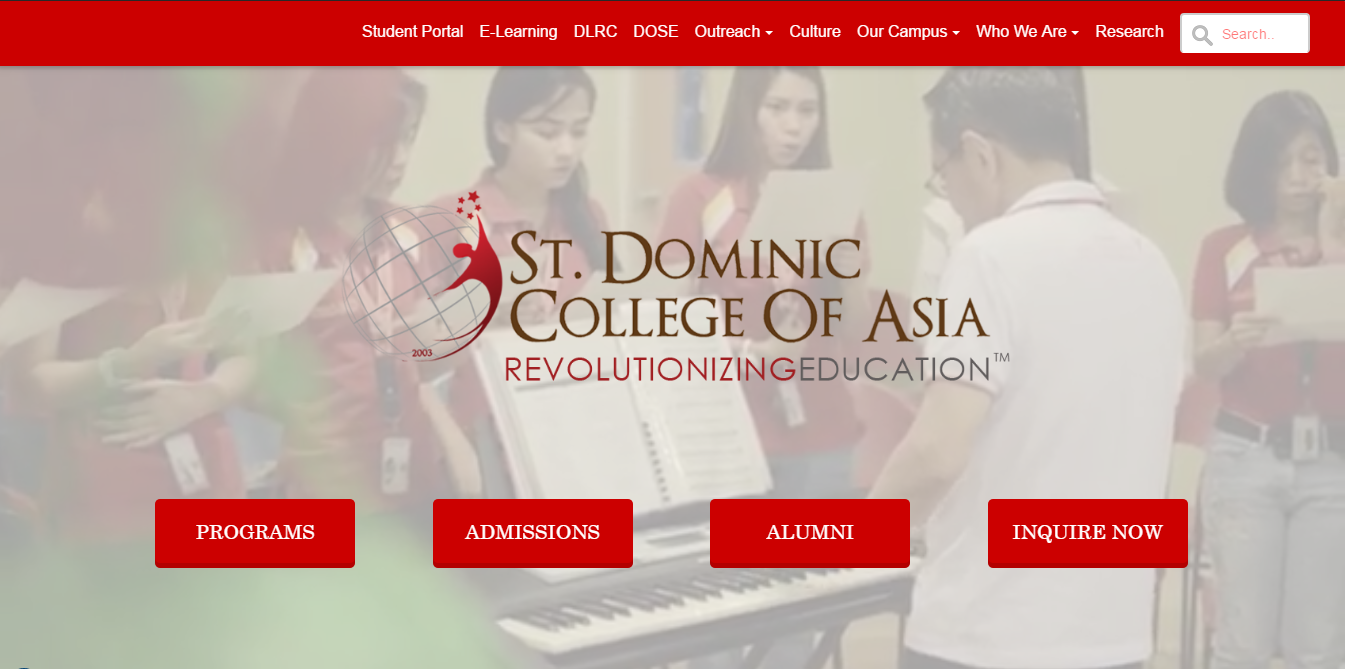 Student Portal E-Learning DLRC DOSE Outreach Culture Our Campus Who We Are Research Search..
ST. DOMINIC
COLLEGE OF ASIA
2003
REVOLUTIONIZINGEDUCATION™
PROGRAMS ADMISSIONS ALUMNI INQUIRE NOW